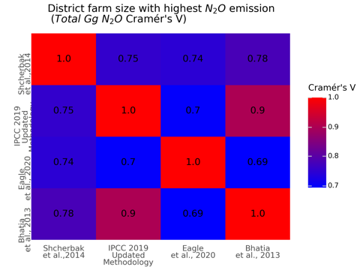 District farm size with highest N₂O emission
(Total Gg N₂O Cramér's V)
Shcherbak
et al.,2014
1.0
0.75
0.74
0.78
IPCC 2019
Updated
Methodology
0.75
1.0
0.7
0.9
Eagle
et al., 2020
0.74
0.7
1.0
0.69
Bhatia
et al., 2013
0.78
0.9
0.69
1.0
Shcherbak
et al.,2014
IPCC 2019
Updated
Methodology
Eagle
et al., 2020
Bhatia
et al., 2013
Cramér's V
1.0
0.9
0.8
0.7